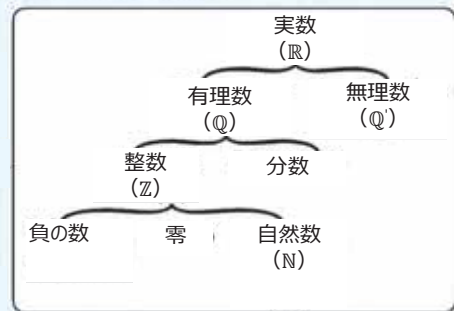 実数
(ℝ)
有理数
(ℚ)
無理数
(ℚ')
整数
(ℤ)
分数
負の数
零
自然数
(ℕ)